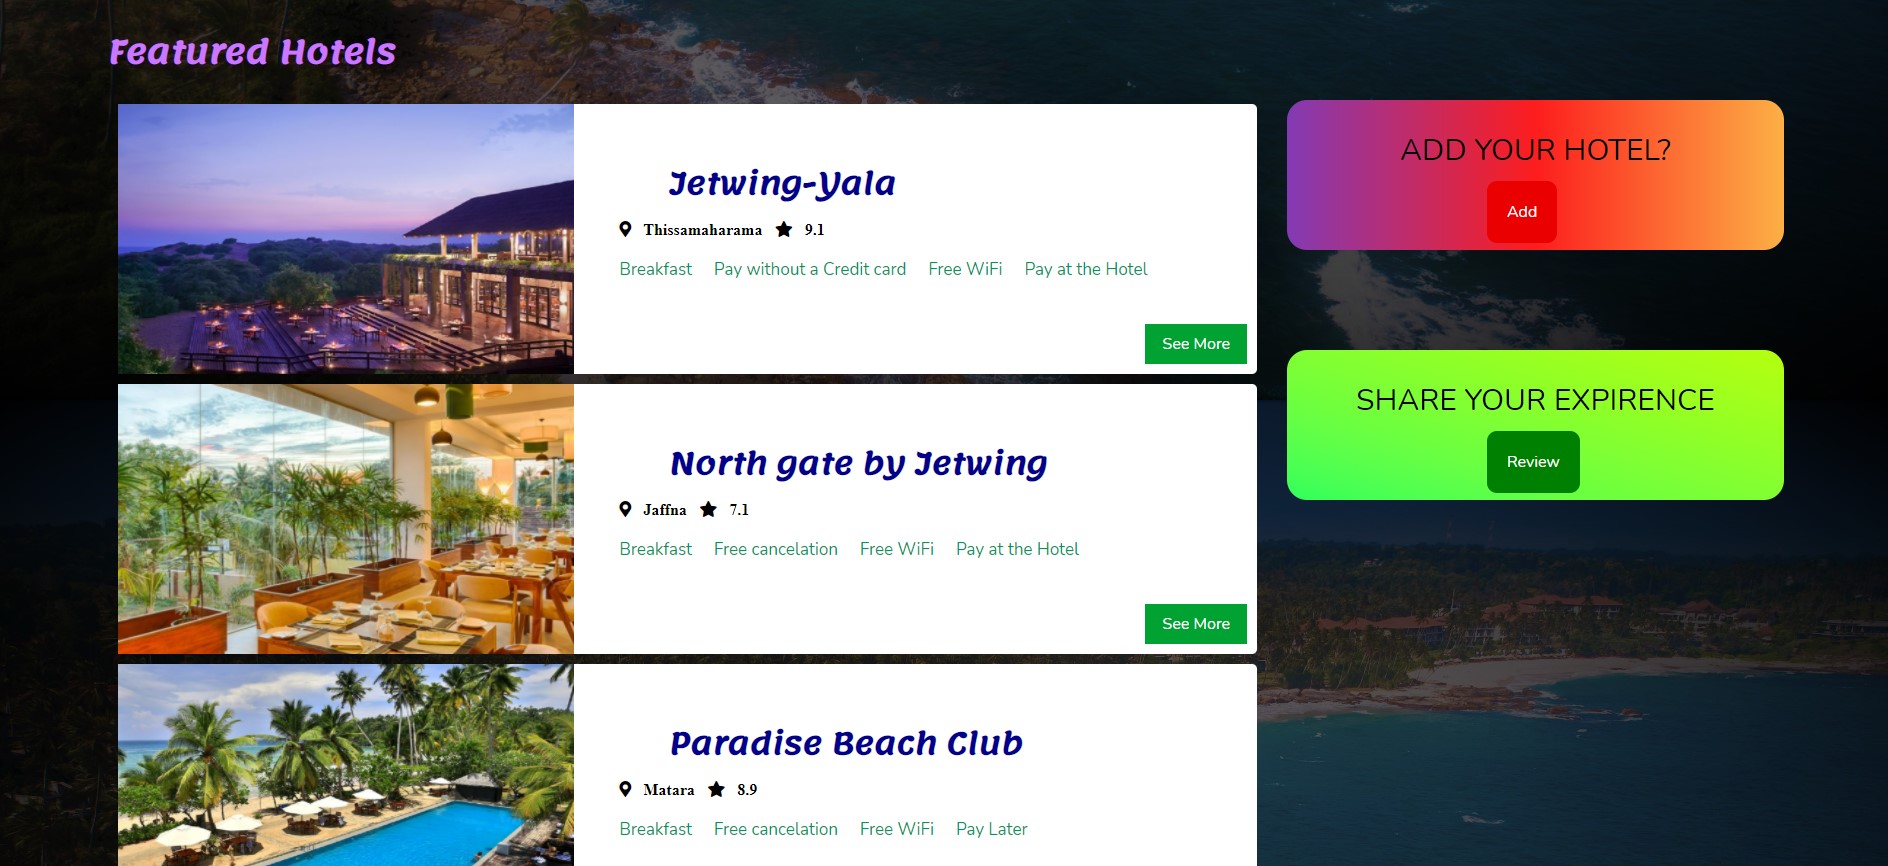 Featured Hotels
Jetwing-Yala
Thissamaharama 9.1
Breakfast Pay without a Credit card Free WiFi Pay at the Hotel
See More
North gate by Jetwing
Jaffna 7.1
Breakfast Free cancelation Free WiFi Pay at the Hotel
See More
Paradise Beach Club
Matara 8.9
Breakfast Free cancelation Free WiFi Pay Later
ADD YOUR HOTEL?
Add
SHARE YOUR EXPIRENCE
Review